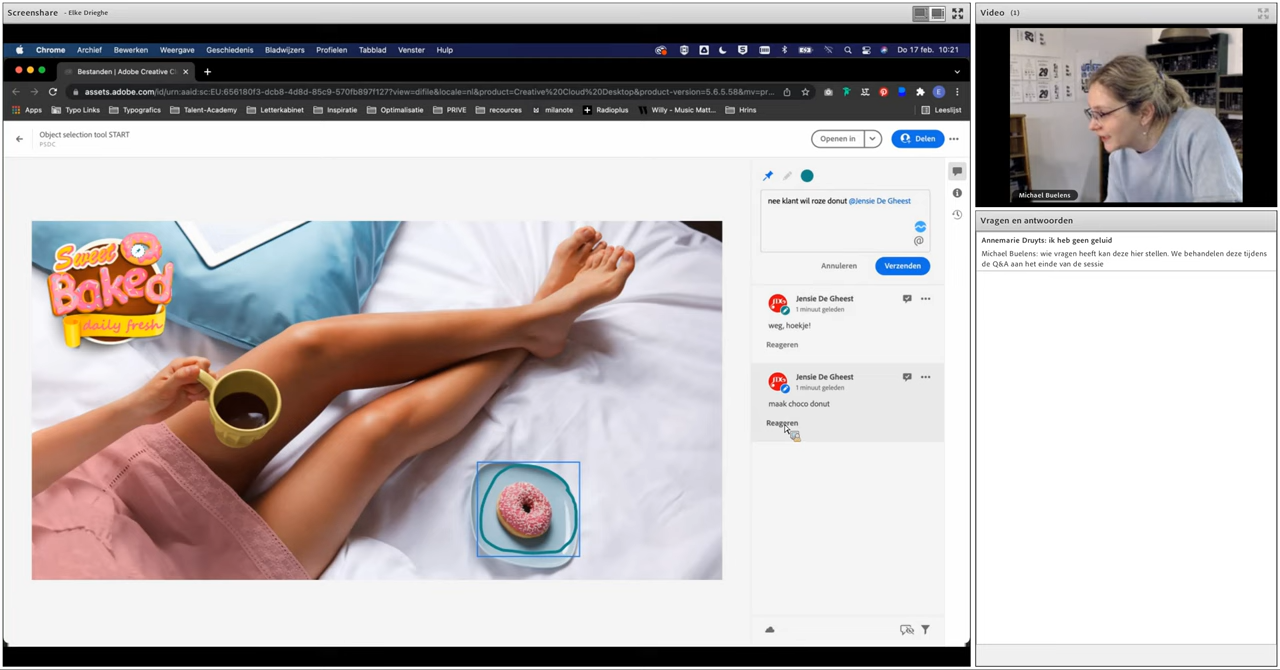 Screenshare - Elke Drieghe
Chrome Archief Bewerken Weergave Geschiedenis Bladwijzers Profielen Tabblad Venster Help
Do 17 feb. 10:21
Bestanden | Adobe Creative Cl
assets.adobe.com/id/urn:aaid:sc:EU:656180f3-dcb8-4d8d-85c9-570fb897f127?view=difile&locale=nl&product=Creative%20Cloud%20Desktop&product-version=5.6.5.58&mv=pr...
Apps Typo Links Typografics Talent-Academy Letterkabinet Inspiratie Optimalisatie PRIVE recources milanote Radioplus Willy - Music Matt... Hrins Leeslijst
Object selection tool START
PSDC
Openen in
Delen
Sweet
Baked
daily fresh
nee klant wil roze donut @Jensie De Gheest
@
Annuleren Verzenden
Jensie De Gheest
1 minuut geleden
weg, hoekje!
Reageren
Jensie De Gheest
1 minuut geleden
maak choco donut
Reageren
Video (1)
Michael Buelens
Vragen en antwoorden
Annemarie Druyts: ik heb geen geluid
Michael Buelens: wie vragen heeft kan deze hier stellen. We behandelen deze tijdens
de Q&A aan het einde van de sessie